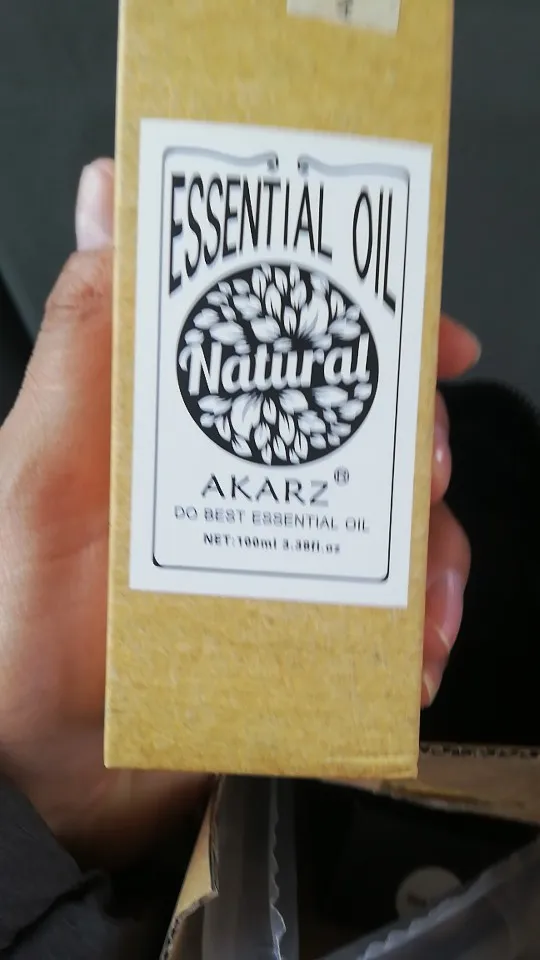 ESSENTIAL OIL
Natural
AKARZ®
DO BEST ESSENTIAL OIL
NET:100ml 3.38fl.oz